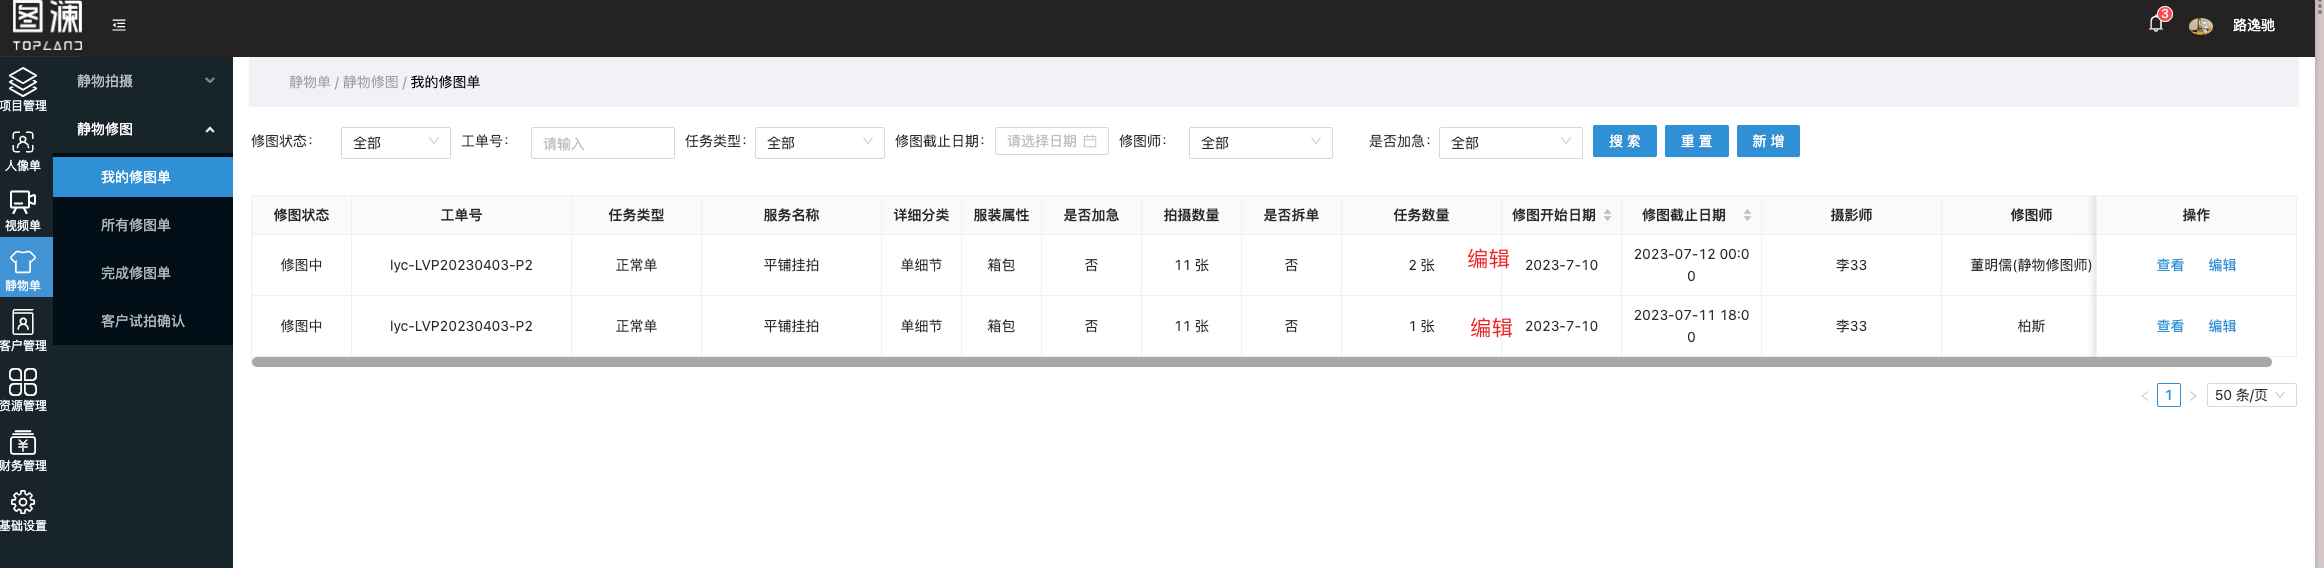 图澜
TOPLAND
3
路逸驰
项目管理
人像单
视频单
静物单
客户管理
资源管理
财务管理
基础设置
静物拍摄
静物修图
我的修图单
所有修图单
完成修图单
客户试拍确认
静物单 / 静物修图 / 我的修图单
修图状态： 全部 工单号： 请输入 任务类型： 全部 修图截止日期： 请选择日期 修图师： 全部 是否加急： 全部 搜 索 重 置 新 增
修图状态 工单号 任务类型 服务名称 详细分类 服装属性 是否加急 拍摄数量 是否拆单 任务数量 修图开始日期 修图截止日期 摄影师 修图师 操作
修图中 lyc-LVP20230403-P2 正常单 平铺挂拍 单细节 箱包 否 11 张 否 2 张 编辑 2023-7-10 2023-07-12 00:0
0 李33 董明儒(静物修图师) 查看 编辑
修图中 lyc-LVP20230403-P2 正常单 平铺挂拍 单细节 箱包 否 11 张 否 1 张 编辑 2023-7-10 2023-07-11 18:0
0 李33 柏斯 查看 编辑
1 50 条/页